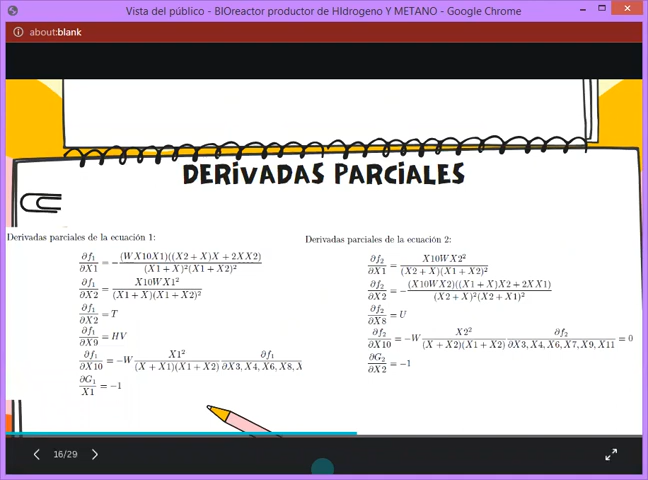 Vista del público - BIOreactor productor de HIdrogeno Y METANO - Google Chrome
about:blank
DERIVADAS PARCIALES
Derivadas parciales de la ecuación 1:
∂f₁/∂X1 = -(WX10X1)((X2 + X)X + 2XX2)/(X1 + X)²(X1 + X2)²
∂f₁/∂X2 = X10WX1²/(X1 + X)(X1 + X2)²
∂f₁/∂X2 = T
∂f₁/∂X9 = HV
∂f₁/∂X10 = -W X1²/(X + X1)(X1 + X2) ∂f₁/∂X3, X4, X6, X8, X
∂G₁/X1 = -1
Derivadas parciales de la ecuación 2:
∂f₂/∂X1 = X10WX2²/(X2 + X)(X1 + X2)²
∂f₂/∂X2 = -(X10WX2)((X1 + X)X2 + 2XX1)/(X2 + X)²(X2 + X1)²
∂f₂/∂X8 = U
∂f₂/∂X10 = -W X2²/(X + X2)(X1 + X2) ∂f₂/∂X3, X4, X6, X7, X9, X11 = 0
∂G₂/∂X2 = -1
16/29